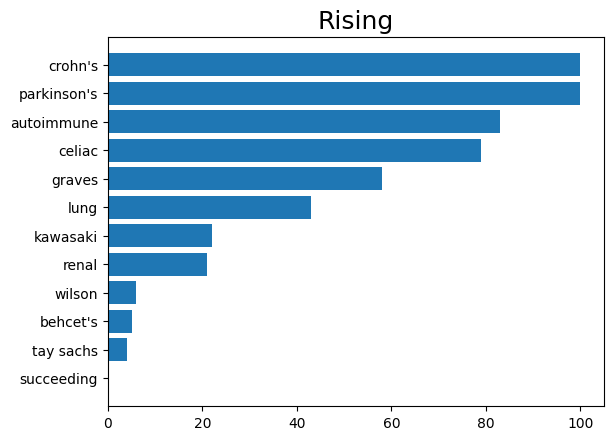 Rising
crohn's
parkinson's
autoimmune
celiac
graves
lung
kawasaki
renal
wilson
behcet's
tay sachs
succeeding
0 20 40 60 80 100